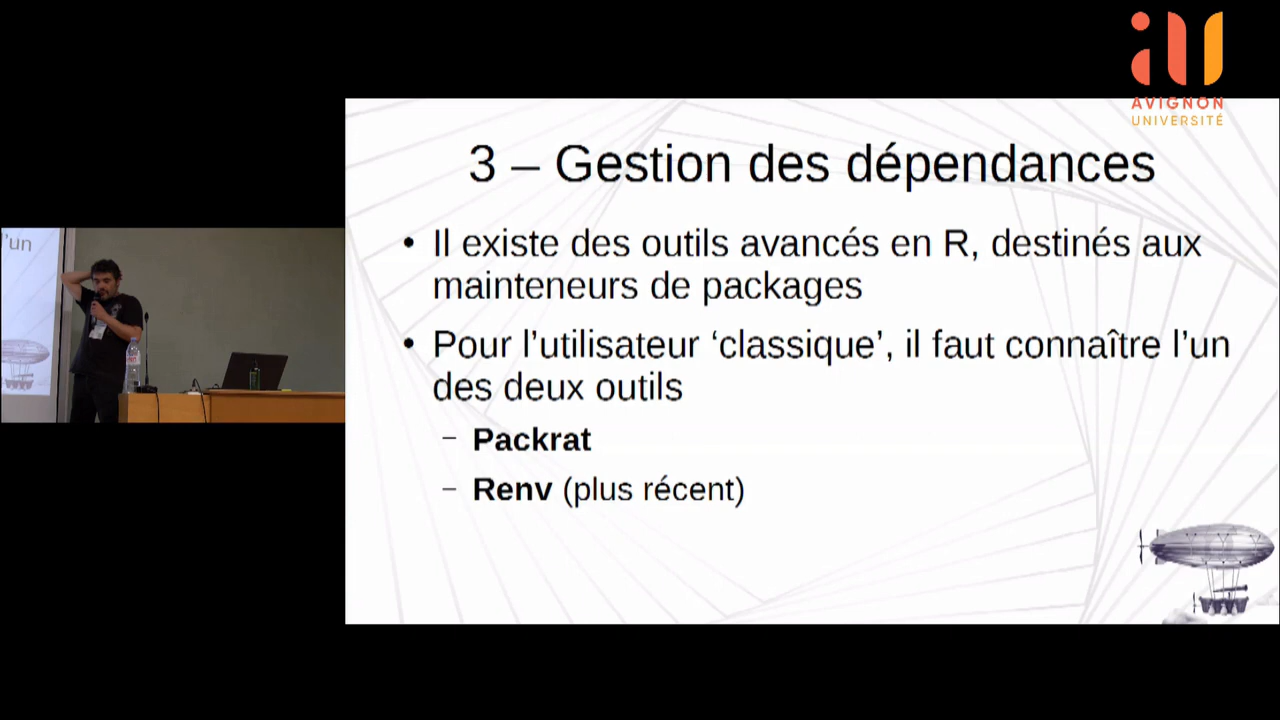 AVIGNON
UNIVERSITÉ
3 – Gestion des dépendances
• Il existe des outils avancés en R, destinés aux
mainteneurs de packages
• Pour l’utilisateur ‘classique’, il faut connaître l’un
des deux outils
– Packrat
– Renv (plus récent)
l’un